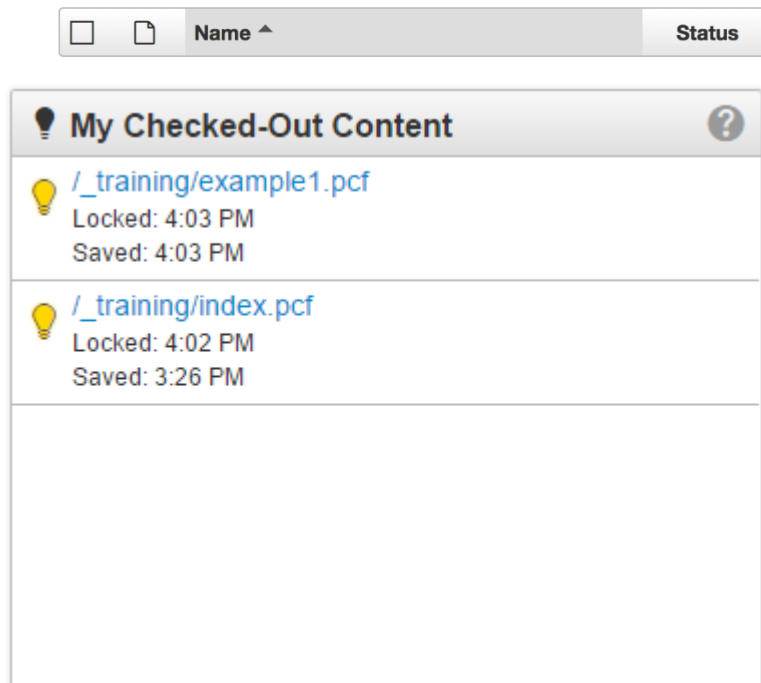 Name Status
My Checked-Out Content ?
/_training/example1.pcf
Locked: 4:03 PM
Saved: 4:03 PM
/_training/index.pcf
Locked: 4:02 PM
Saved: 3:26 PM